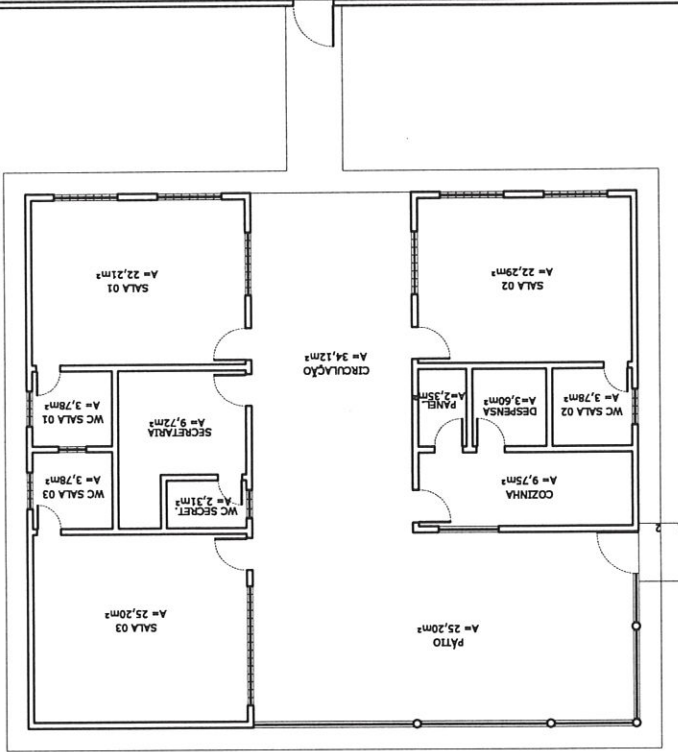 PÁTIO
A= 25,20m²
SALA 03
A= 25,20m²
COZINHA
A= 9,75m²
WC SECRET.
A= 2,31m²
WC SALA 03
A= 3,78m²
WC SALA 02
A= 3,78m²
DESPENSA
A=3,60m²
PANEL.
A=2,35m²
SECRETARIA
A= 9,72m²
WC SALA 01
A= 3,78m²
CIRCULAÇÃO
A= 34,12m²
SALA 02
A= 22,29m²
SALA 01
A= 22,21m²